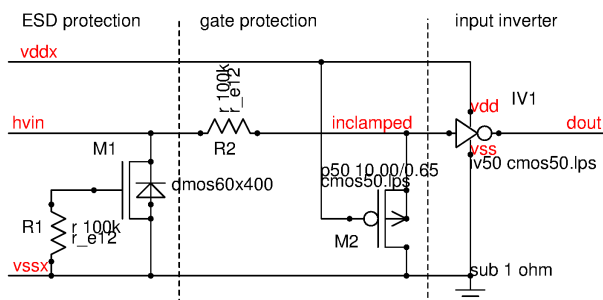 ESD protection
gate protection
input inverter
vddx
r 100k
r_e12
vdd
IV1
hvin
inclamped
dout
M1
R2
vss
p50 10.00/0.65
iv50 cmos50.lps
cmos50.lps
dmos60x400
R1
r 100k
r_e12
M2
vssx
sub 1 ohm